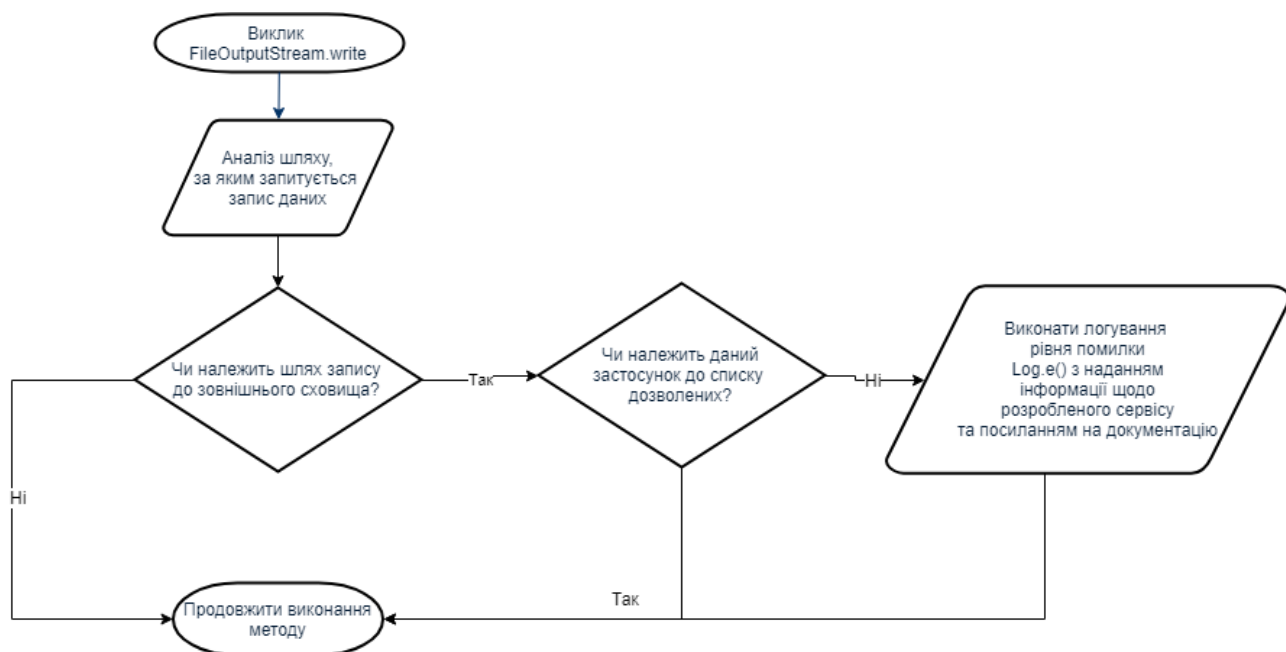 Виклик
FileOutputStream.write
Аналіз шляху,
за яким запитується
запис даних
Чи належить шлях запису
до зовнішнього сховища?
Так
Чи належить даний
застосунок до списку
дозволених?
Ні
Виконати логування
рівня помилки
Log.e() з наданням
інформації щодо
розробленого сервісу
та посиланням на документацію
Ні
Так
Продовжити виконання
методу